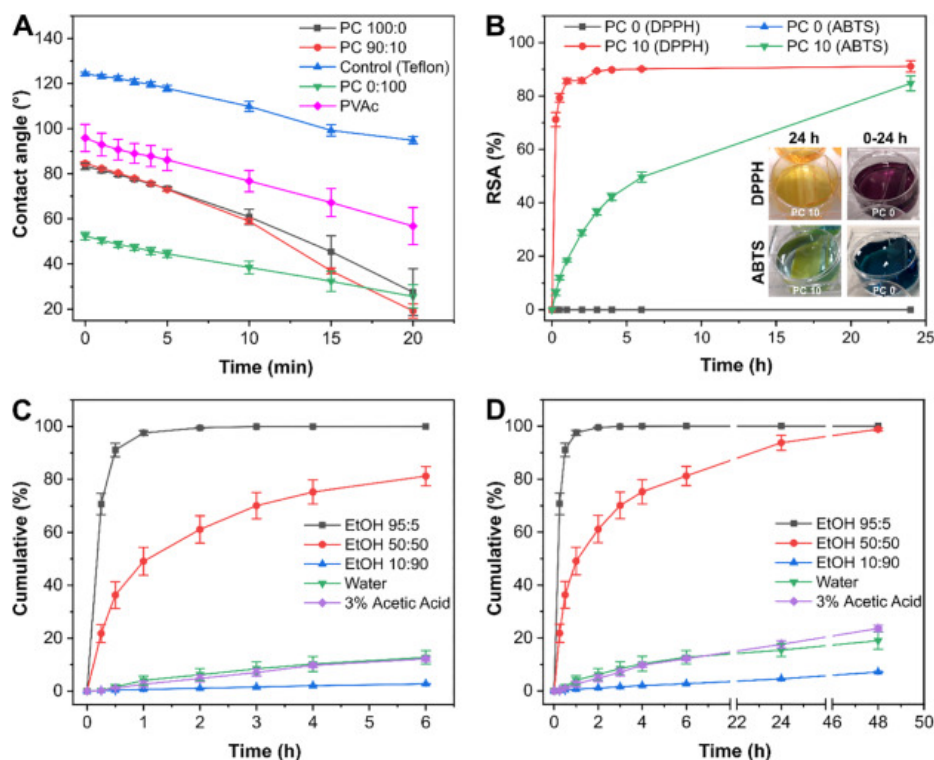 A
PC 100:0
PC 90:10
Control (Teflon)
PC 0:100
PVAc
Contact angle (°)
140
120
100
80
60
40
20
0 5 10 15 20
Time (min)
B
PC 0 (DPPH)
PC 10 (DPPH)
PC 0 (ABTS)
PC 10 (ABTS)
RSA (%)
100
80
60
40
20
0
24 h
0-24 h
DPPH
PC 10
PC 0
ABTS
PC 10
PC 0
0 5 10 15 20 25
Time (h)
C
Cumulative (%)
100
80
60
40
20
0
EtOH 95:5
EtOH 50:50
EtOH 10:90
Water
3% Acetic Acid
0 1 2 3 4 5 6
Time (h)
D
Cumulative (%)
100
80
60
40
20
0
EtOH 95:5
EtOH 50:50
EtOH 10:90
Water
3% Acetic Acid
0 2 4 6 22 24 46 48 50
Time (h)